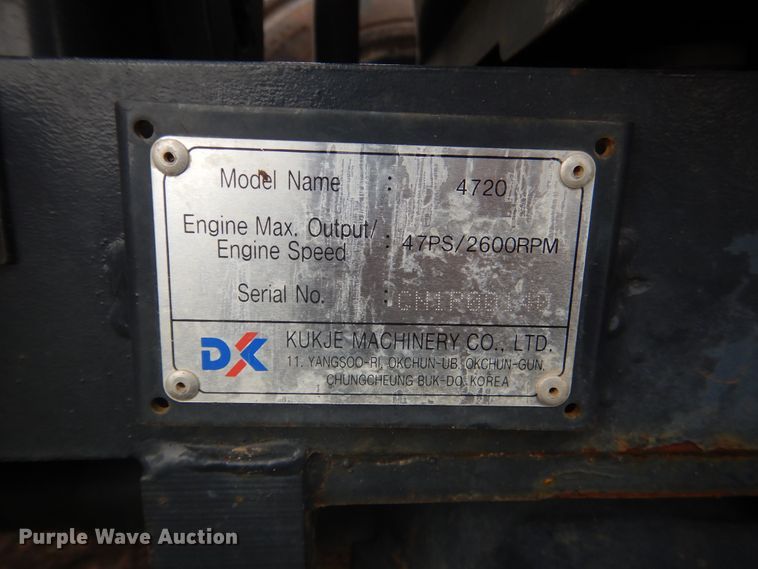 Model Name : 4720
Engine Max. Output/
Engine Speed : 47PS/2600RPM
Serial No. :
DK KUKJE MACHINERY CO., LTD.
11, YANGSOO-RI, OKCHUN-UB, OKCHUN-GUN,
CHUNGCHEUNG BUK-DO, KOREA
Purple Wave Auction